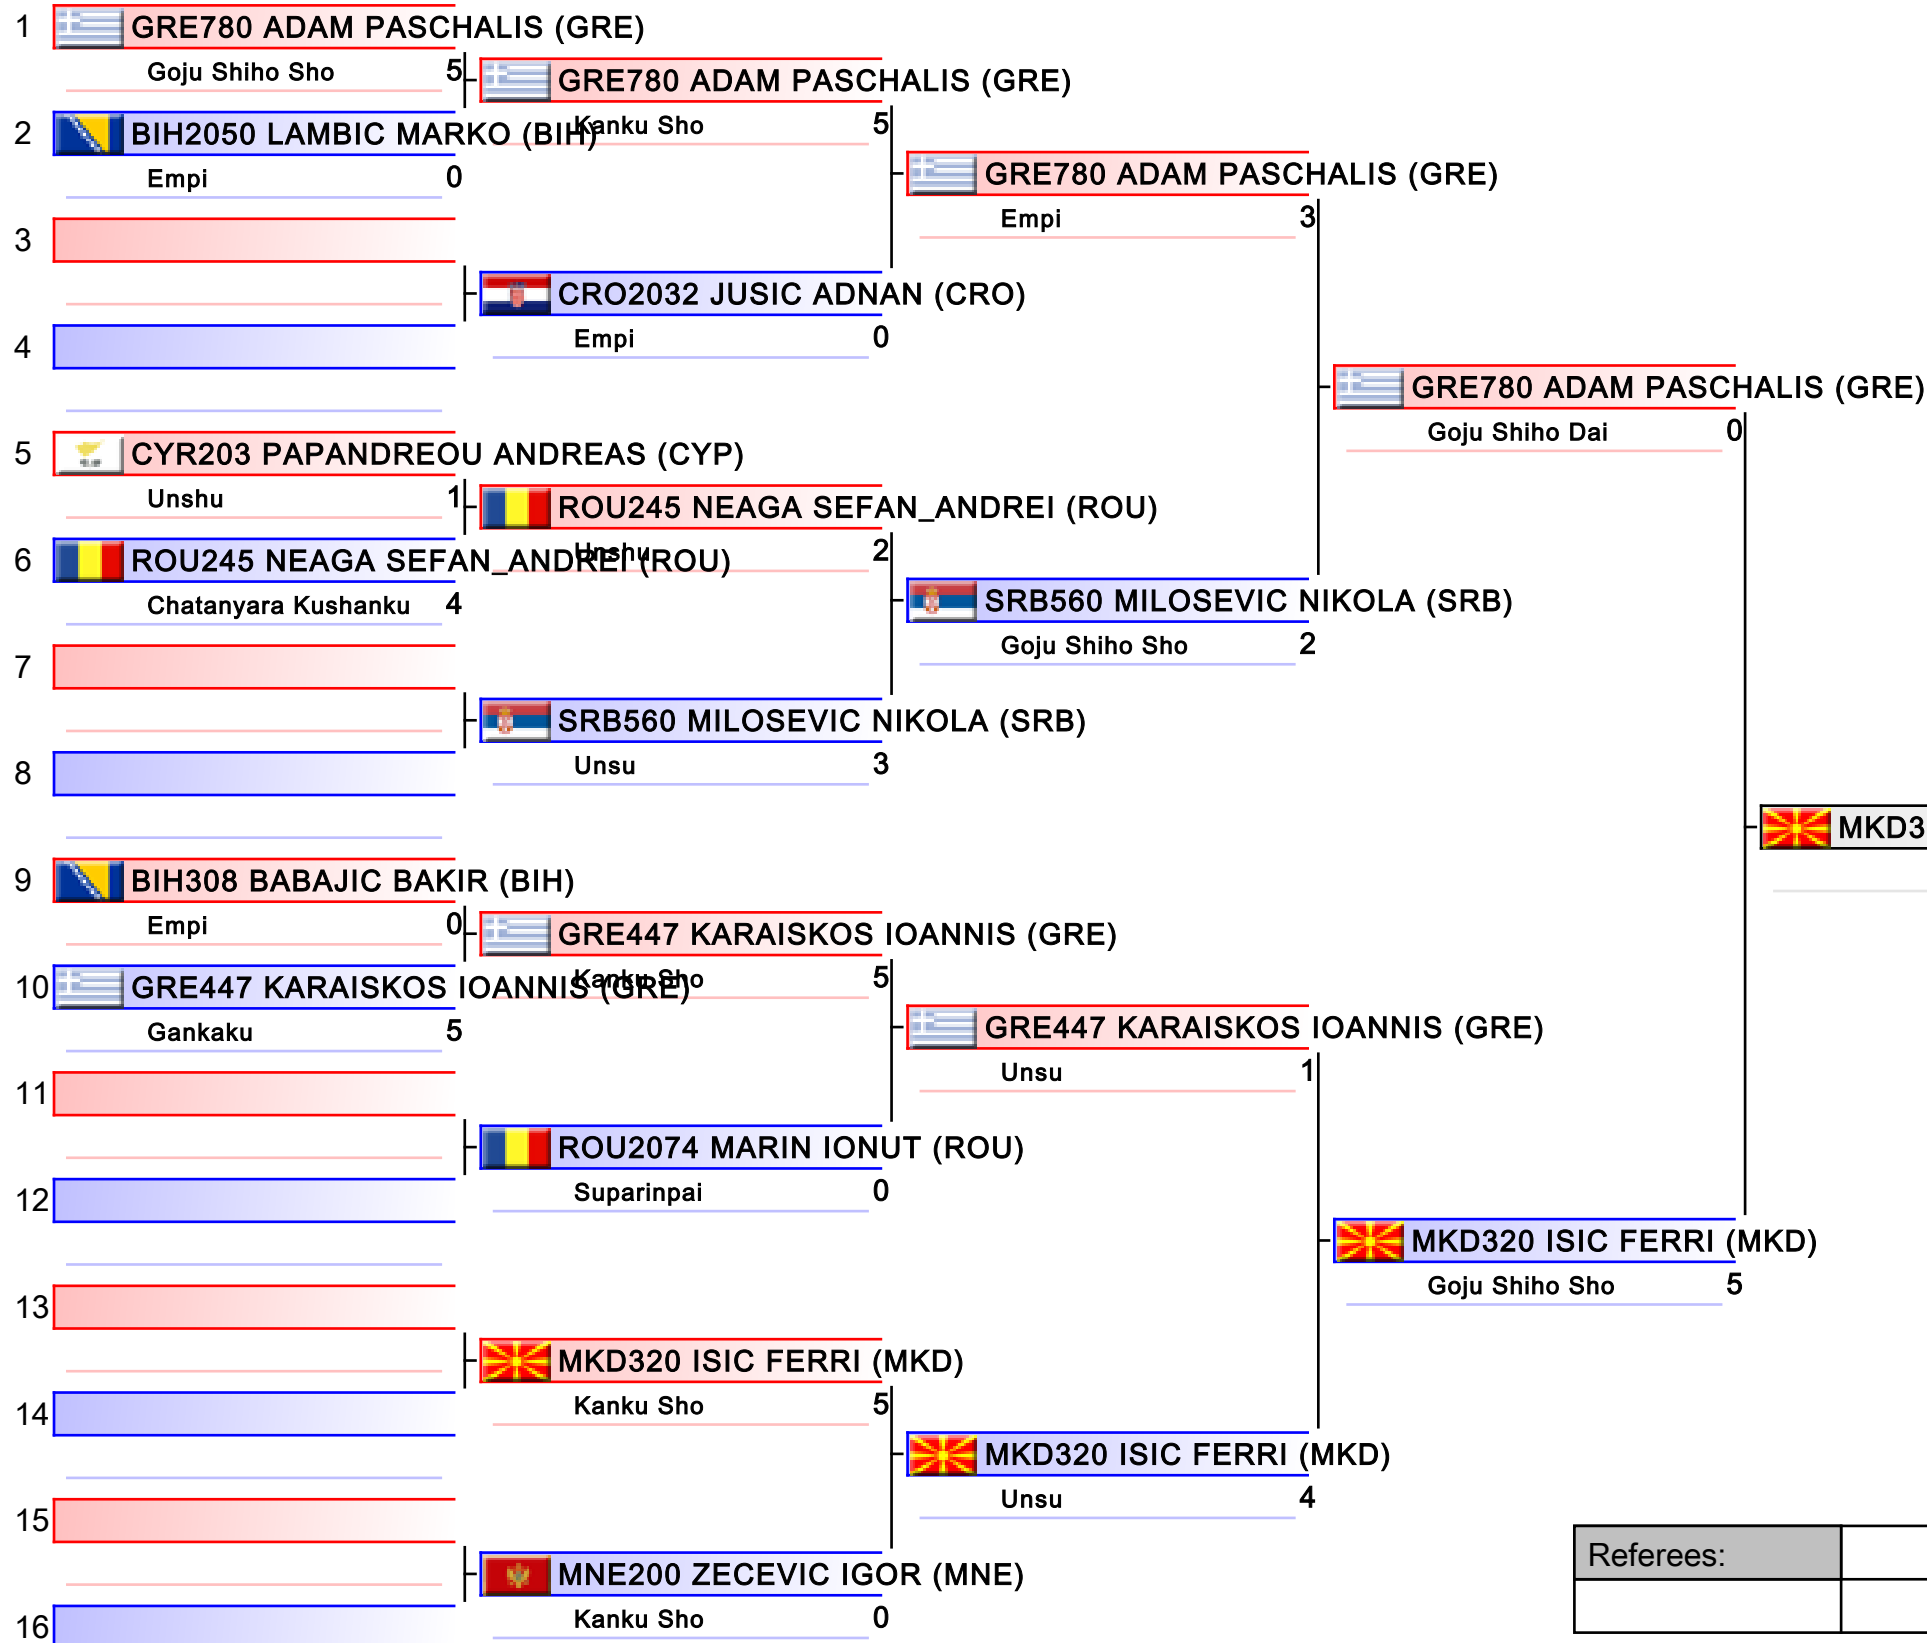 1 GRE780 ADAM PASCHALIS (GRE)
Goju Shiho Sho 5
2 BIH2050 LAMBIC MARKO (BIH)
Empi 0
3
4
5 CYR203 PAPANDREOU ANDREAS (CYP)
Unshu 1
6 ROU245 NEAGA SEFAN_ANDREI (ROU)
Chatanyara Kushanku 4
7
8
9 BIH308 BABAJIC BAKIR (BIH)
Empi 0
10 GRE447 KARAISKOS IOANNIS (GRE)
Gankaku 5
11
12
13
14
15
16
GRE780 ADAM PASCHALIS (GRE)
Kanku Sho 5
CRO2032 JUSIC ADNAN (CRO)
Empi 0
ROU245 NEAGA SEFAN_ANDREI (ROU)
Unshu 2
SRB560 MILOSEVIC NIKOLA (SRB)
Unsu 3
GRE447 KARAISKOS IOANNIS (GRE)
Kanku Sho 5
ROU2074 MARIN IONUT (ROU)
Suparinpai 0
MKD320 ISIC FERRI (MKD)
Kanku Sho 5
MNE200 ZECEVIC IGOR (MNE)
Kanku Sho 0
GRE780 ADAM PASCHALIS (GRE)
Empi 3
SRB560 MILOSEVIC NIKOLA (SRB)
Goju Shiho Sho 2
GRE447 KARAISKOS IOANNIS (GRE)
Unsu 1
MKD320 ISIC FERRI (MKD)
Unsu 4
GRE780 ADAM PASCHALIS (GRE)
Goju Shiho Dai 0
MKD320 ISIC FERRI (MKD)
Goju Shiho Sho 5
MKD3
Referees: